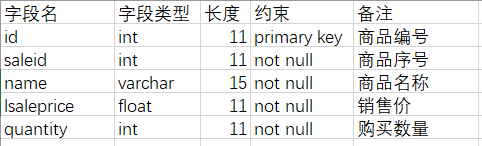 字段名 字段类型 长度 约束 备注
id int 11 primary key 商品编号
saleid int 11 not null 商品序号
name varchar 15 not null 商品名称
lsaleprice float 11 not null 销售价
quantity int 11 not null 购买数量